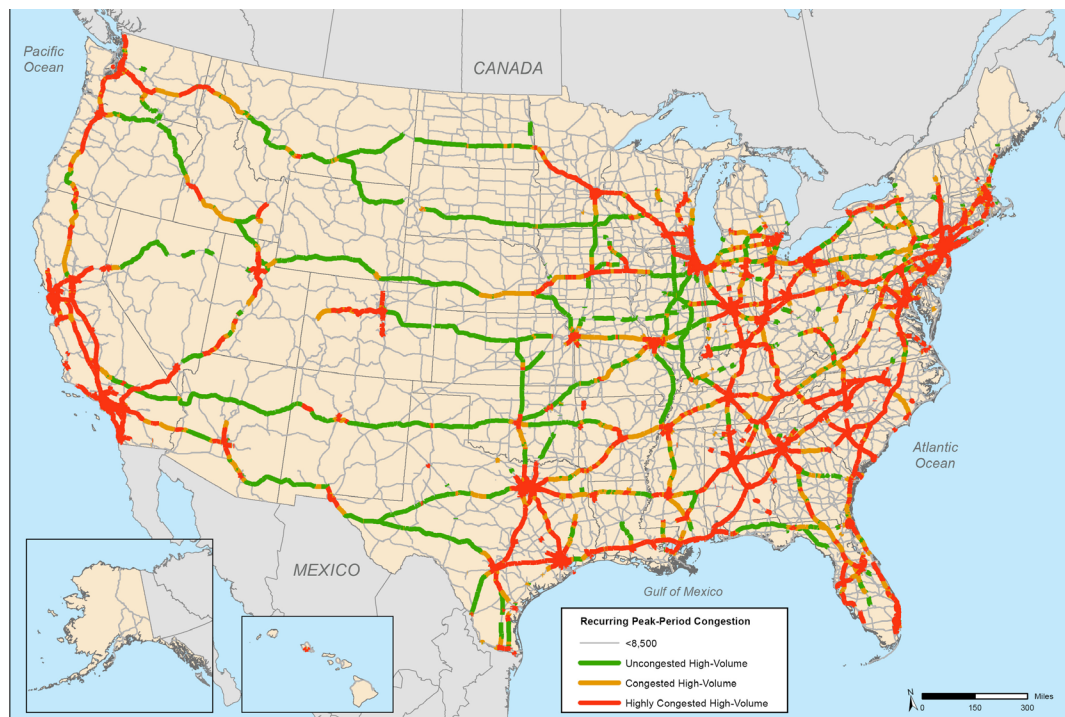 Pacific
Ocean
CANADA
Atlantic
Ocean
MEXICO
Gulf of Mexico
Recurring Peak-Period Congestion
<8,500
Uncongested High-Volume
Congested High-Volume
Highly Congested High-Volume
N
Miles
0 150 300